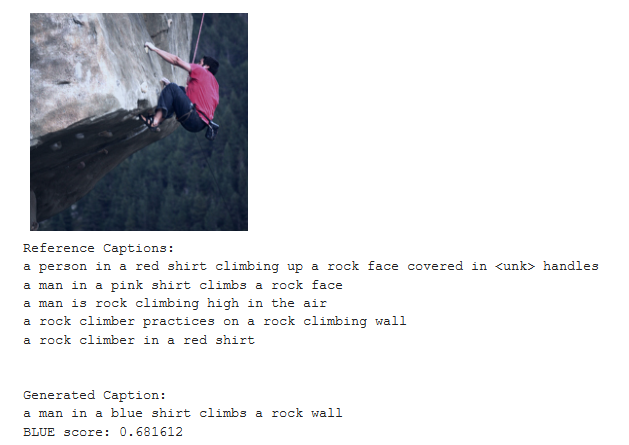 Reference Captions:
a person in a red shirt climbing up a rock face covered in <unk> handles
a man in a pink shirt climbs a rock face
a man is rock climbing high in the air
a rock climber practices on a rock climbing wall
a rock climber in a red shirt
Generated Caption:
a man in a blue shirt climbs a rock wall
BLUE score: 0.681612